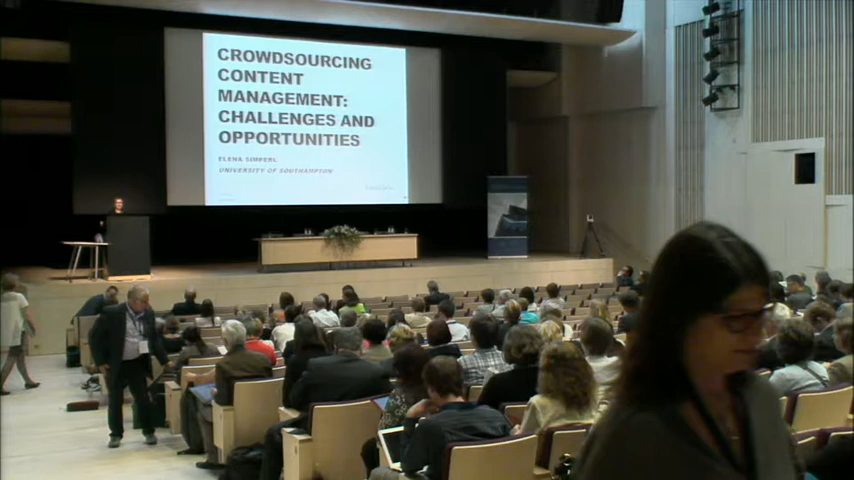 CROWDSOURCING
CONTENT
MANAGEMENT:
CHALLENGES AND
OPPORTUNITIES
ELENA SIMPERL
UNIVERSITY OF SOUTHAMPTON